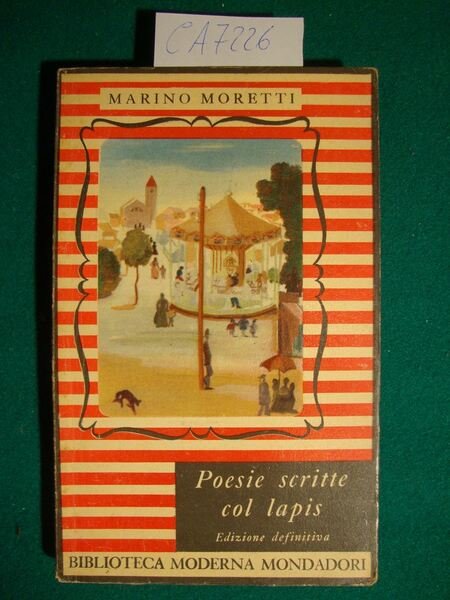 CA7226
MARINO MORETTI
Poesie scritte
col lapis
Edizione definitiva
BIBLIOTECA MODERNA MONDADORI